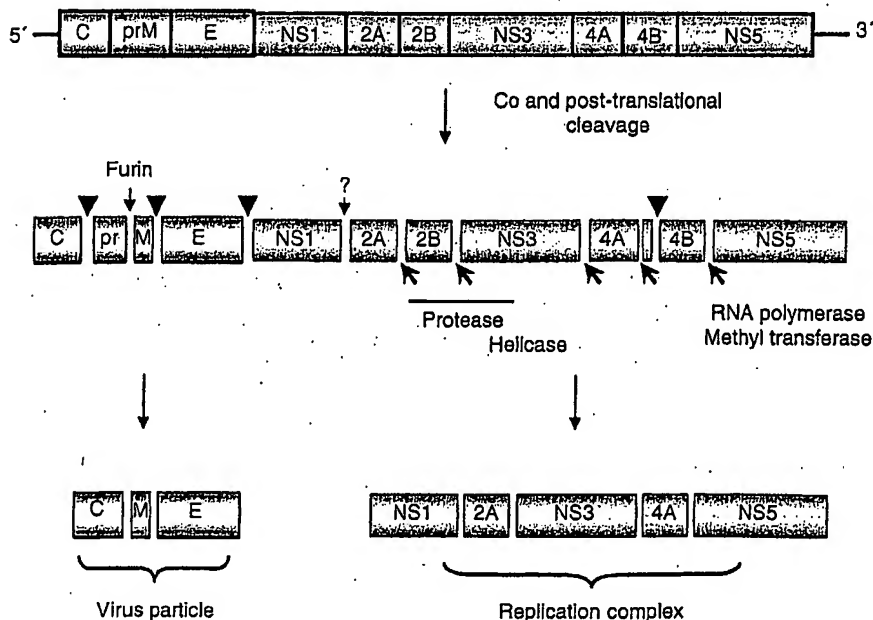 5′ C prM E NS1 2A 2B NS3 4A 4B NS5 3′
Co and post-translational
cleavage
Furin
?
C pr M E NS1 2A 2B NS3 4A 4B NS5
Protease
Helicase
RNA polymerase
Methyl transferase
C M E NS1 2A NS3 4A NS5
Virus particle
Replication complex